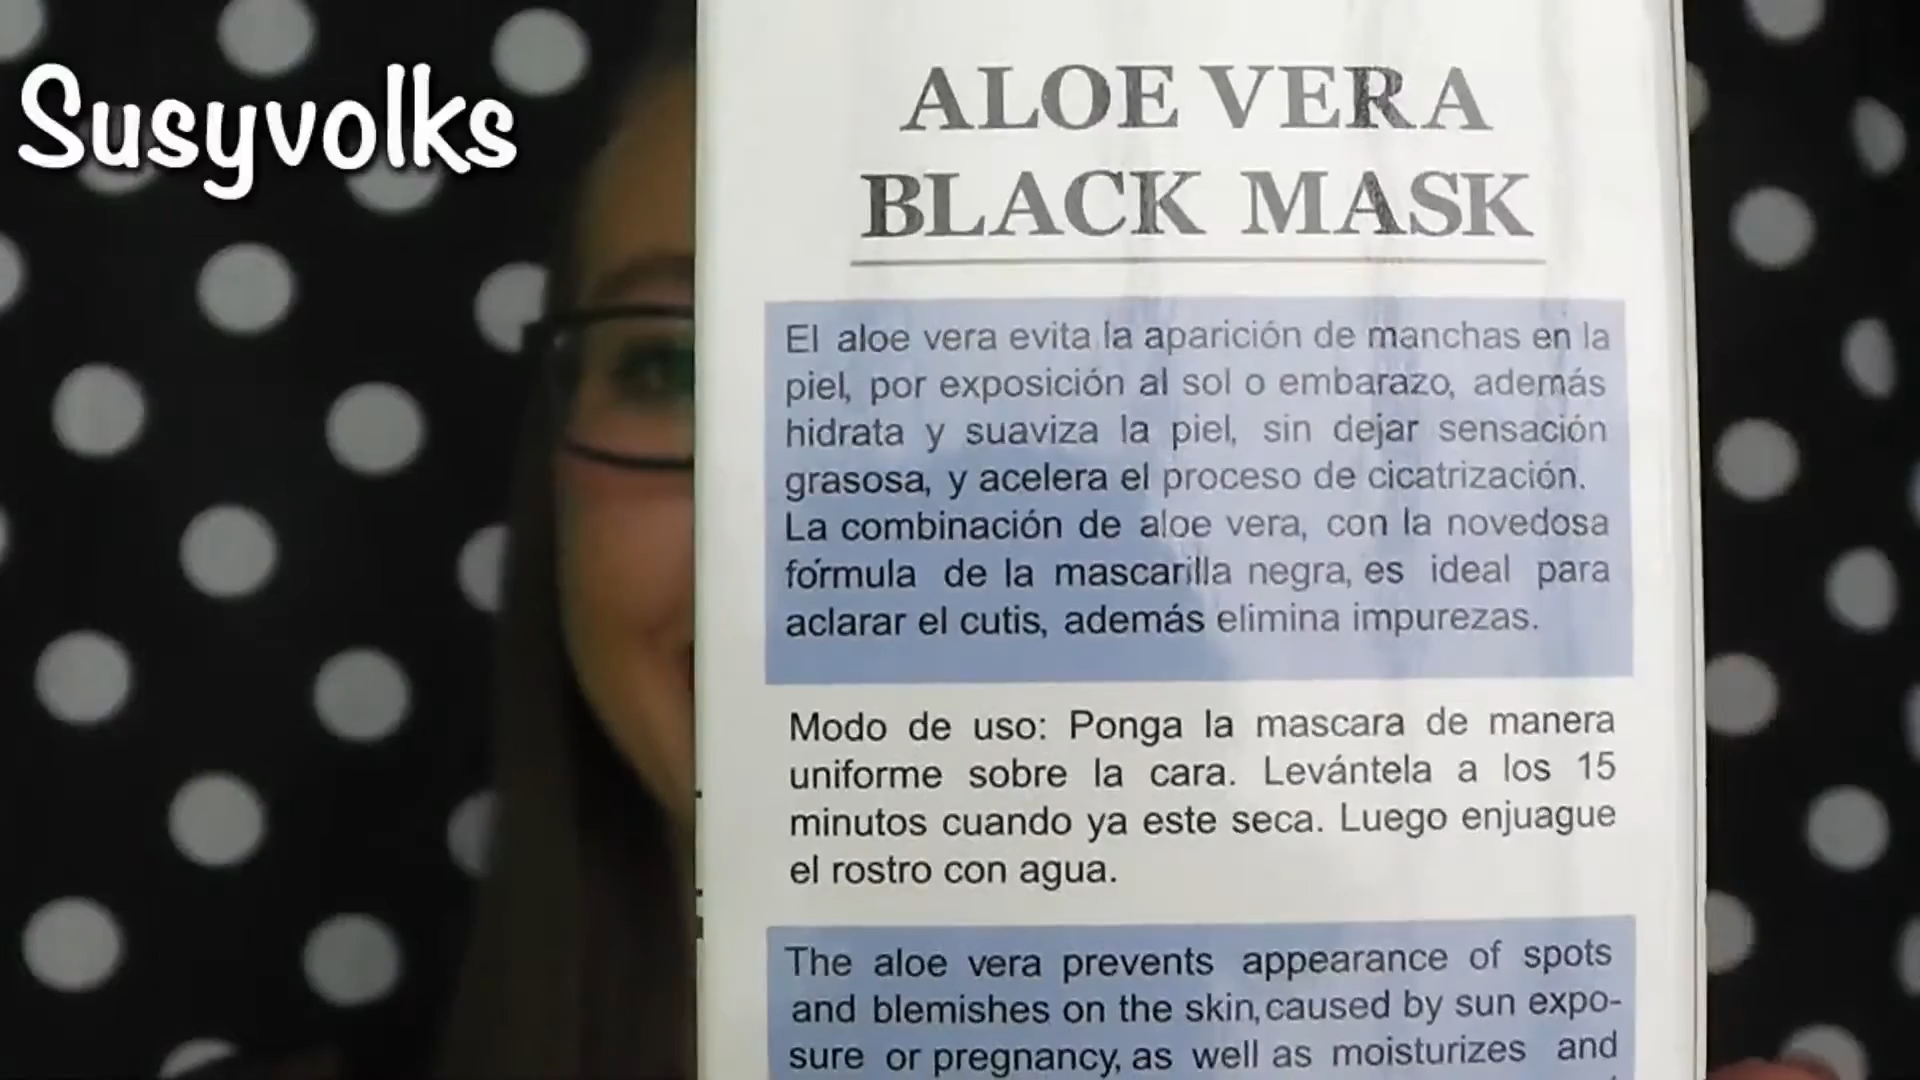 Susyvolks
ALOE VERA
BLACK MASK
El aloe vera evita la aparición de manchas en la
piel, por exposición al sol o embarazo, además
hidrata y suaviza la piel, sin dejar sensación
grasosa, y acelera el proceso de cicatrización.
La combinación de aloe vera, con la novedosa
fórmula de la mascarilla negra, es ideal para
aclarar el cutis, además elimina impurezas.
Modo de uso: Ponga la mascara de manera
uniforme sobre la cara. Levántela a los 15
minutos cuando ya este seca. Luego enjuague
el rostro con agua.
The aloe vera prevents appearance of spots
and blemishes on the skin, caused by sun expo-
sure or pregnancy, as well as moisturizes and